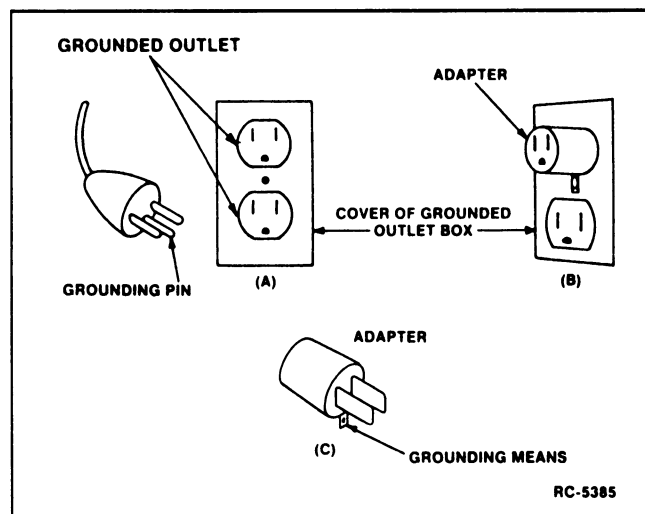 GROUNDED OUTLET
ADAPTER
COVER OF GROUNDED
OUTLET BOX
GROUNDING PIN
(A)
(B)
ADAPTER
(C)
GROUNDING MEANS
RC-5385